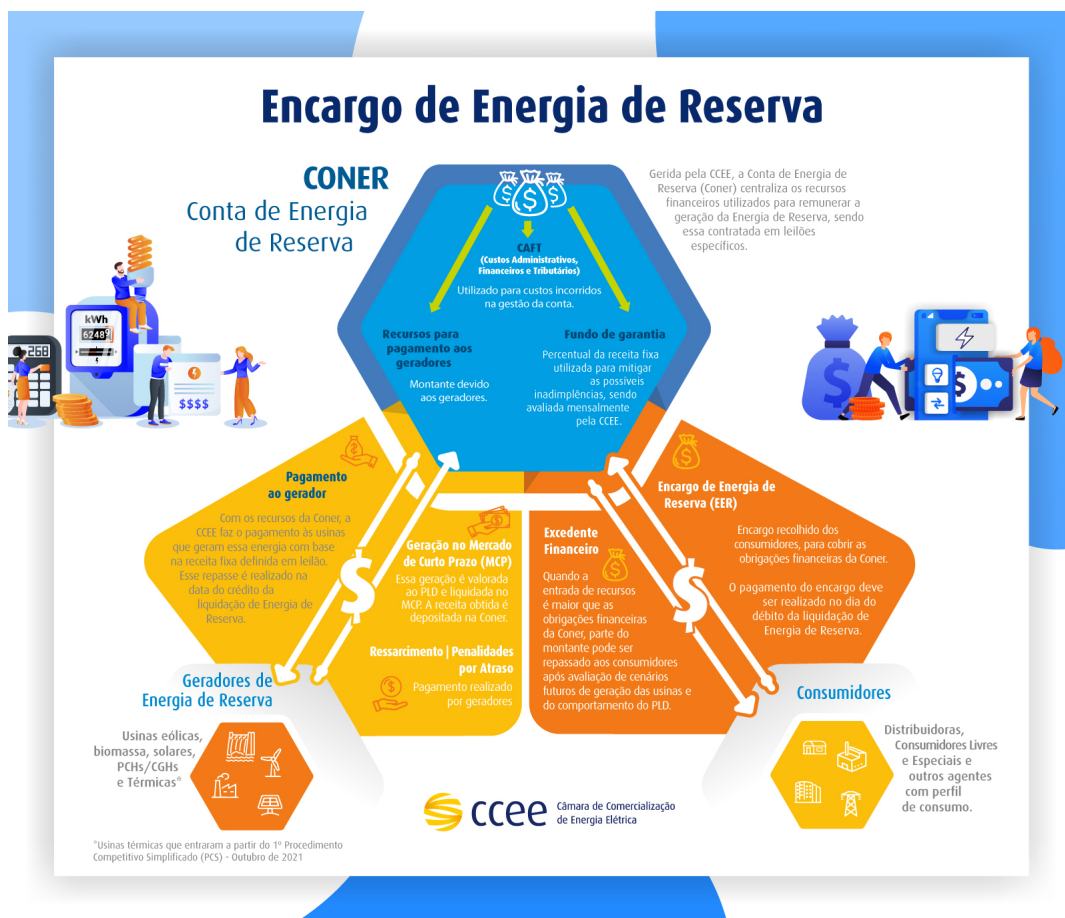 Encargo de Energia de Reserva
CONER
Conta de Energia
de Reserva
Gerida pela CCEE, a Conta de Energia de
Reserva (Coner) centraliza os recursos
financeiros utilizados para remunerar a
geração da Energia de Reserva, sendo
essa contratada em leilões
específicos.
CAFT
(Custos Administrativos,
Financeiros e Tributários)
Utilizado para custos incorridos
na gestão da conta.
Recursos para
pagamento aos
geradores
Montante devido
aos geradores.
Fundo de garantia
Percentual da receita fixa
utilizada para mitigar
as possíveis
inadimplências, sendo
avaliada mensalmente
pela CCEE.
kWh
62489
268
$$$$
Pagamento
ao gerador
Com os recursos da Coner, a
CCEE faz o pagamento às usinas
que geram essa energia com base
na receita fixa definida em leilão.
Esse repasse é realizado na
data do crédito da
liquidação de Energia de
Reserva.
Geração no Mercado
de Curto Prazo (MCP)
Essa geração é valorada
ao PLD e liquidada no
MCP. A receita obtida é
depositada na Coner.
Ressarcimento | Penalidades
por Atraso
Pagamento realizado
por geradores
Excedente
Financeiro
Quando a
entrada de recursos
é maior que as
obrigações financeiras
da Coner, parte do
montante pode ser
repassado aos consumidores
após avaliação de cenários
futuros de geração das usinas e
do comportamento do PLD.
Encargo de Energia de
Reserva (EER)
Encargo recolhido dos
consumidores, para cobrir as
obrigações financeiras da Coner.
O pagamento do encargo deve
ser realizado no dia do
débito da liquidação de
Energia de Reserva.
Geradores de
Energia de Reserva
Usinas eólicas,
biomassa, solares,
PCHs/CGHs
e Térmicas*
Consumidores
Distribuidoras,
Consumidores Livres
e Especiais e
outros agentes
com perfil
de consumo.
ccee
Câmara de Comercialização
de Energia Elétrica
*Usinas térmicas que entraram a partir do 1º Procedimento
Competitivo Simplificado (PCS) - Outubro de 2021